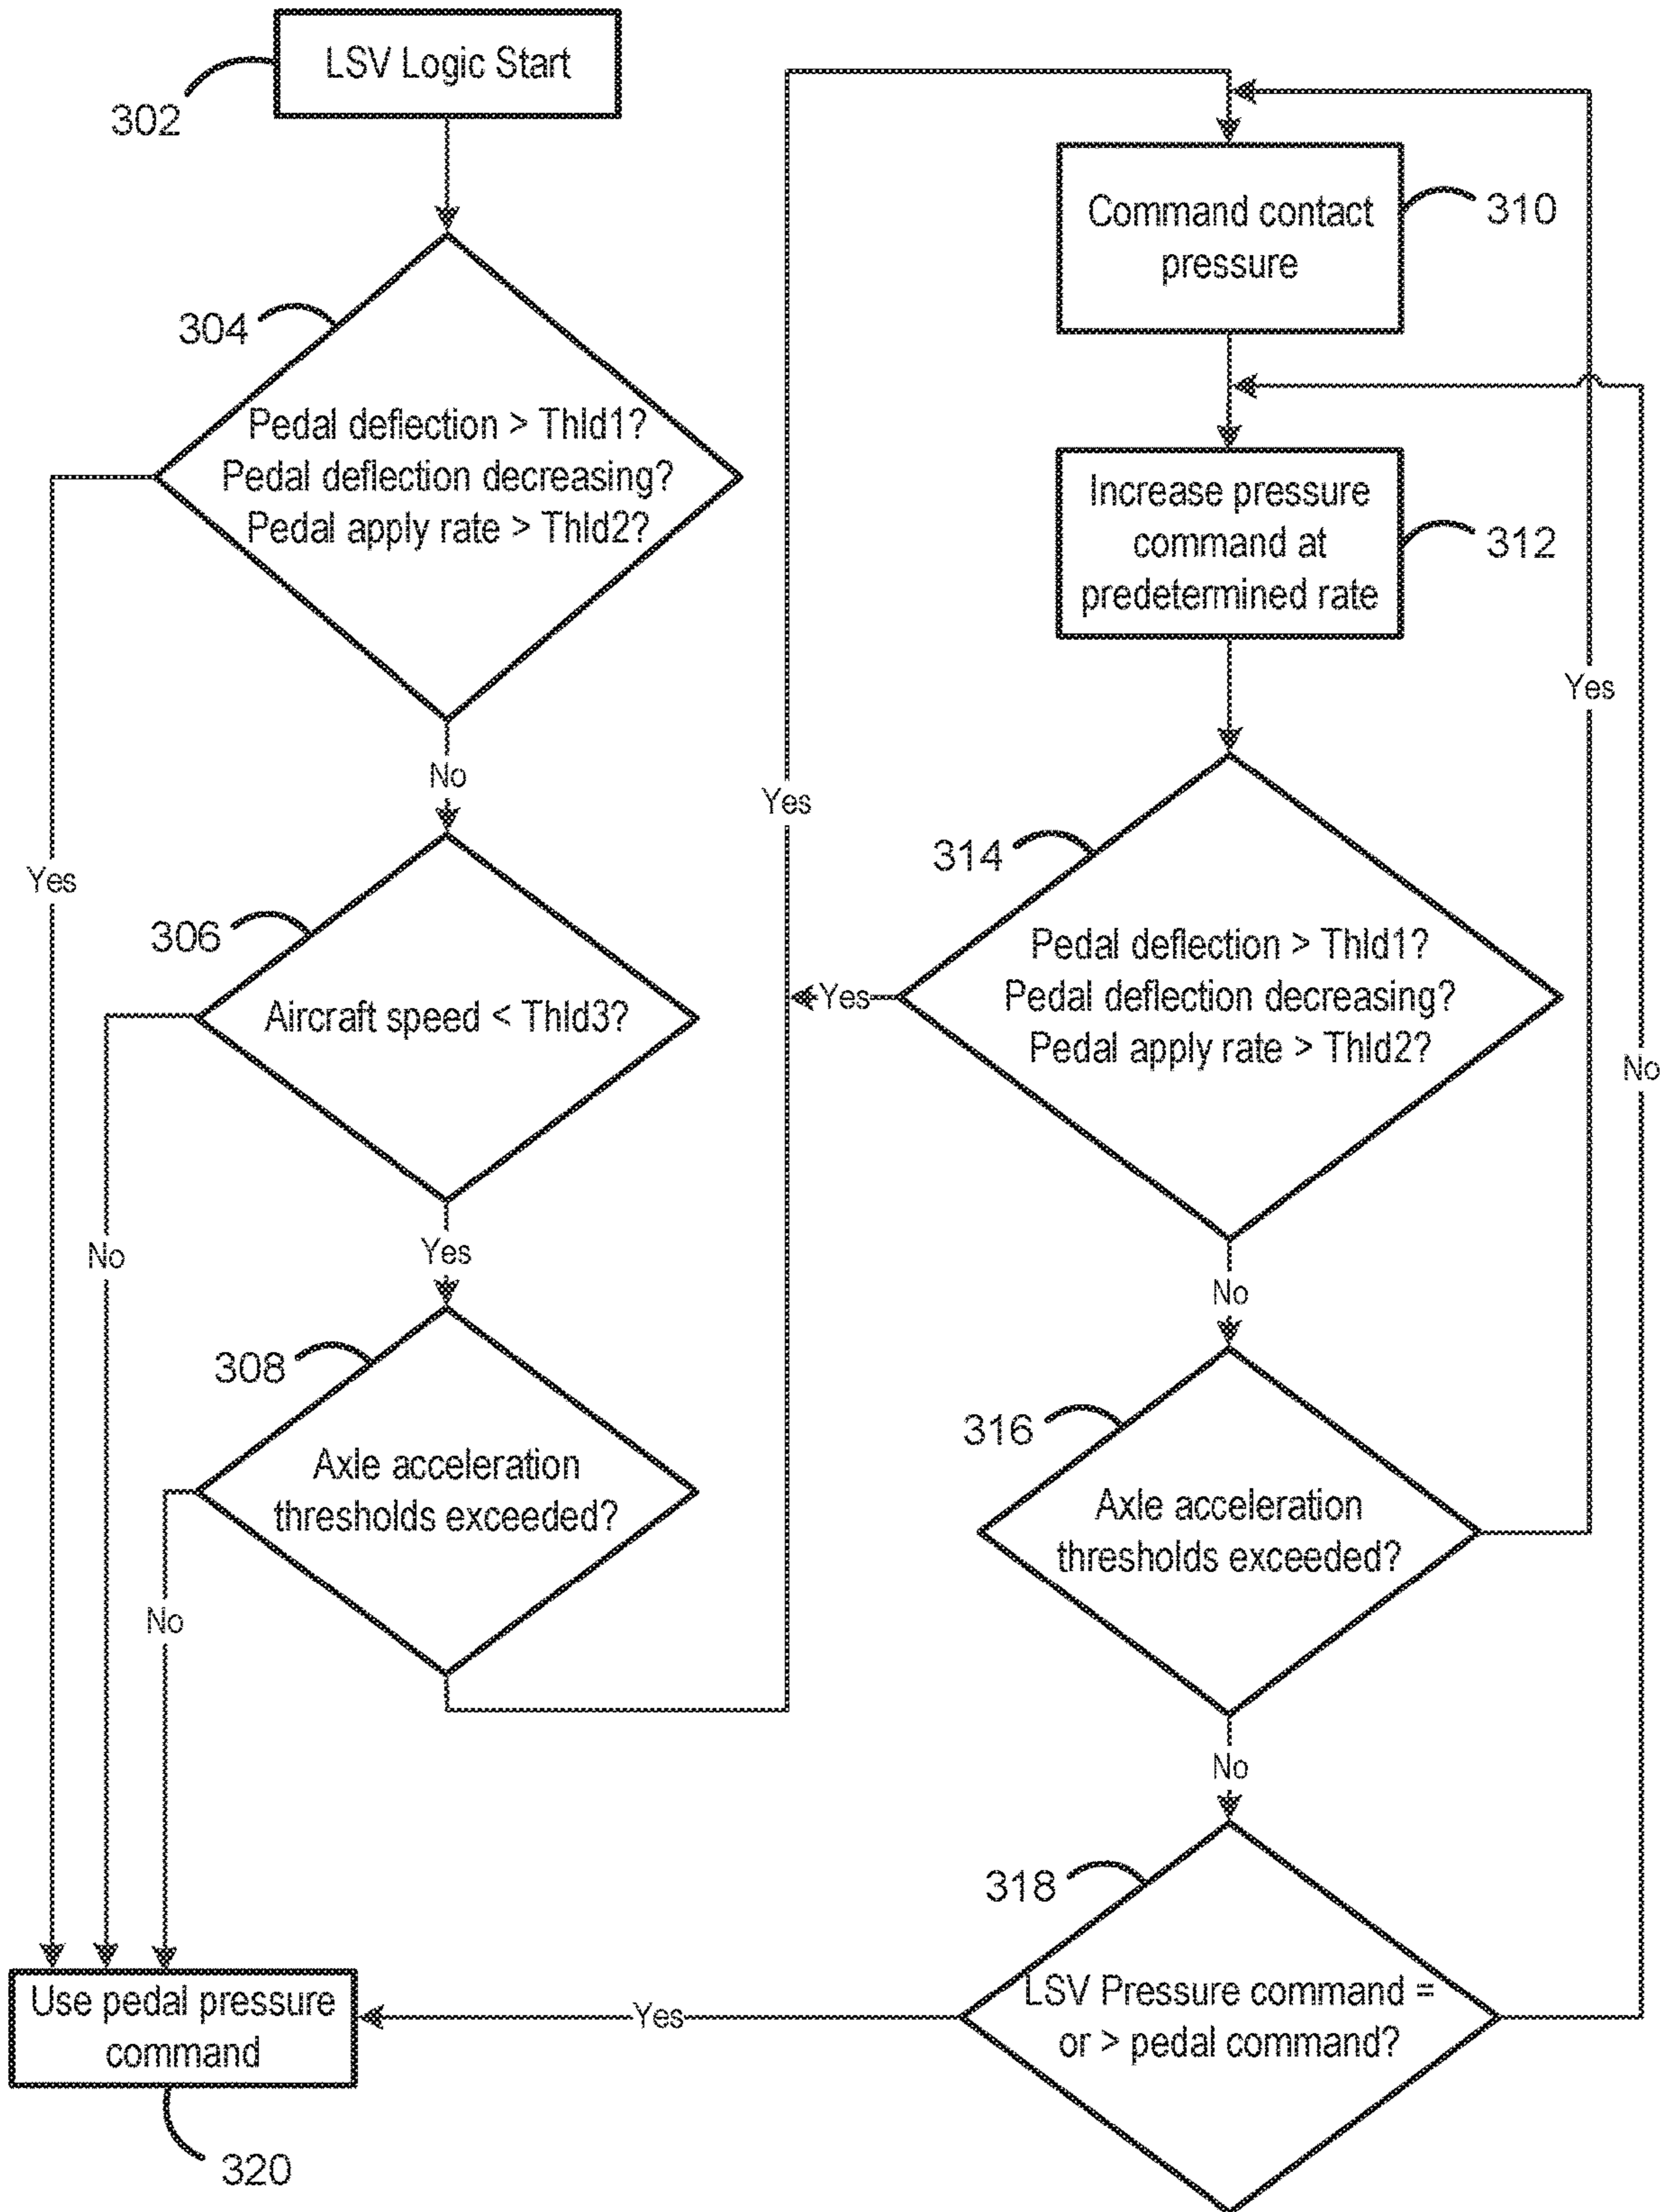 LSV Logic Start
302
304
Pedal deflection > Thld1?
Pedal deflection decreasing?
Pedal apply rate > Thld2?
Yes
No
306
Aircraft speed < Thld3?
No
Yes
308
Axle acceleration
thresholds exceeded?
No
Yes
Use pedal pressure
command
320
Command contact
pressure
310
Increase pressure
command at
predetermined rate
312
314
Pedal deflection > Thld1?
Pedal deflection decreasing?
Pedal apply rate > Thld2?
Yes
No
316
Axle acceleration
thresholds exceeded?
Yes
No
318
LSV Pressure command =
or > pedal command?
Yes
No